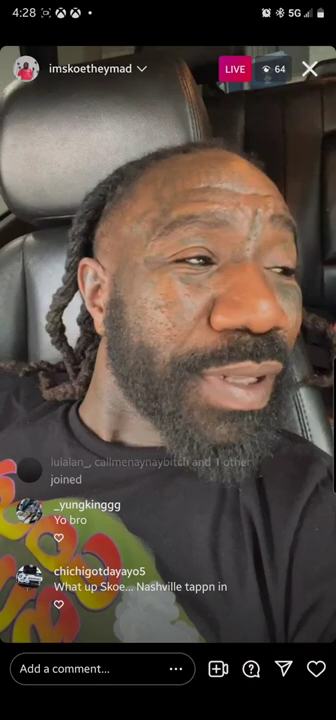 4:28
5G
imskoetheymad
LIVE
64
lulalan_, callmenaynaybitch and 1 other
joined
_yungkinggg
Yo bro
chichigotdayayo5
What up Skoe... Nashville tappn in
Add a comment...